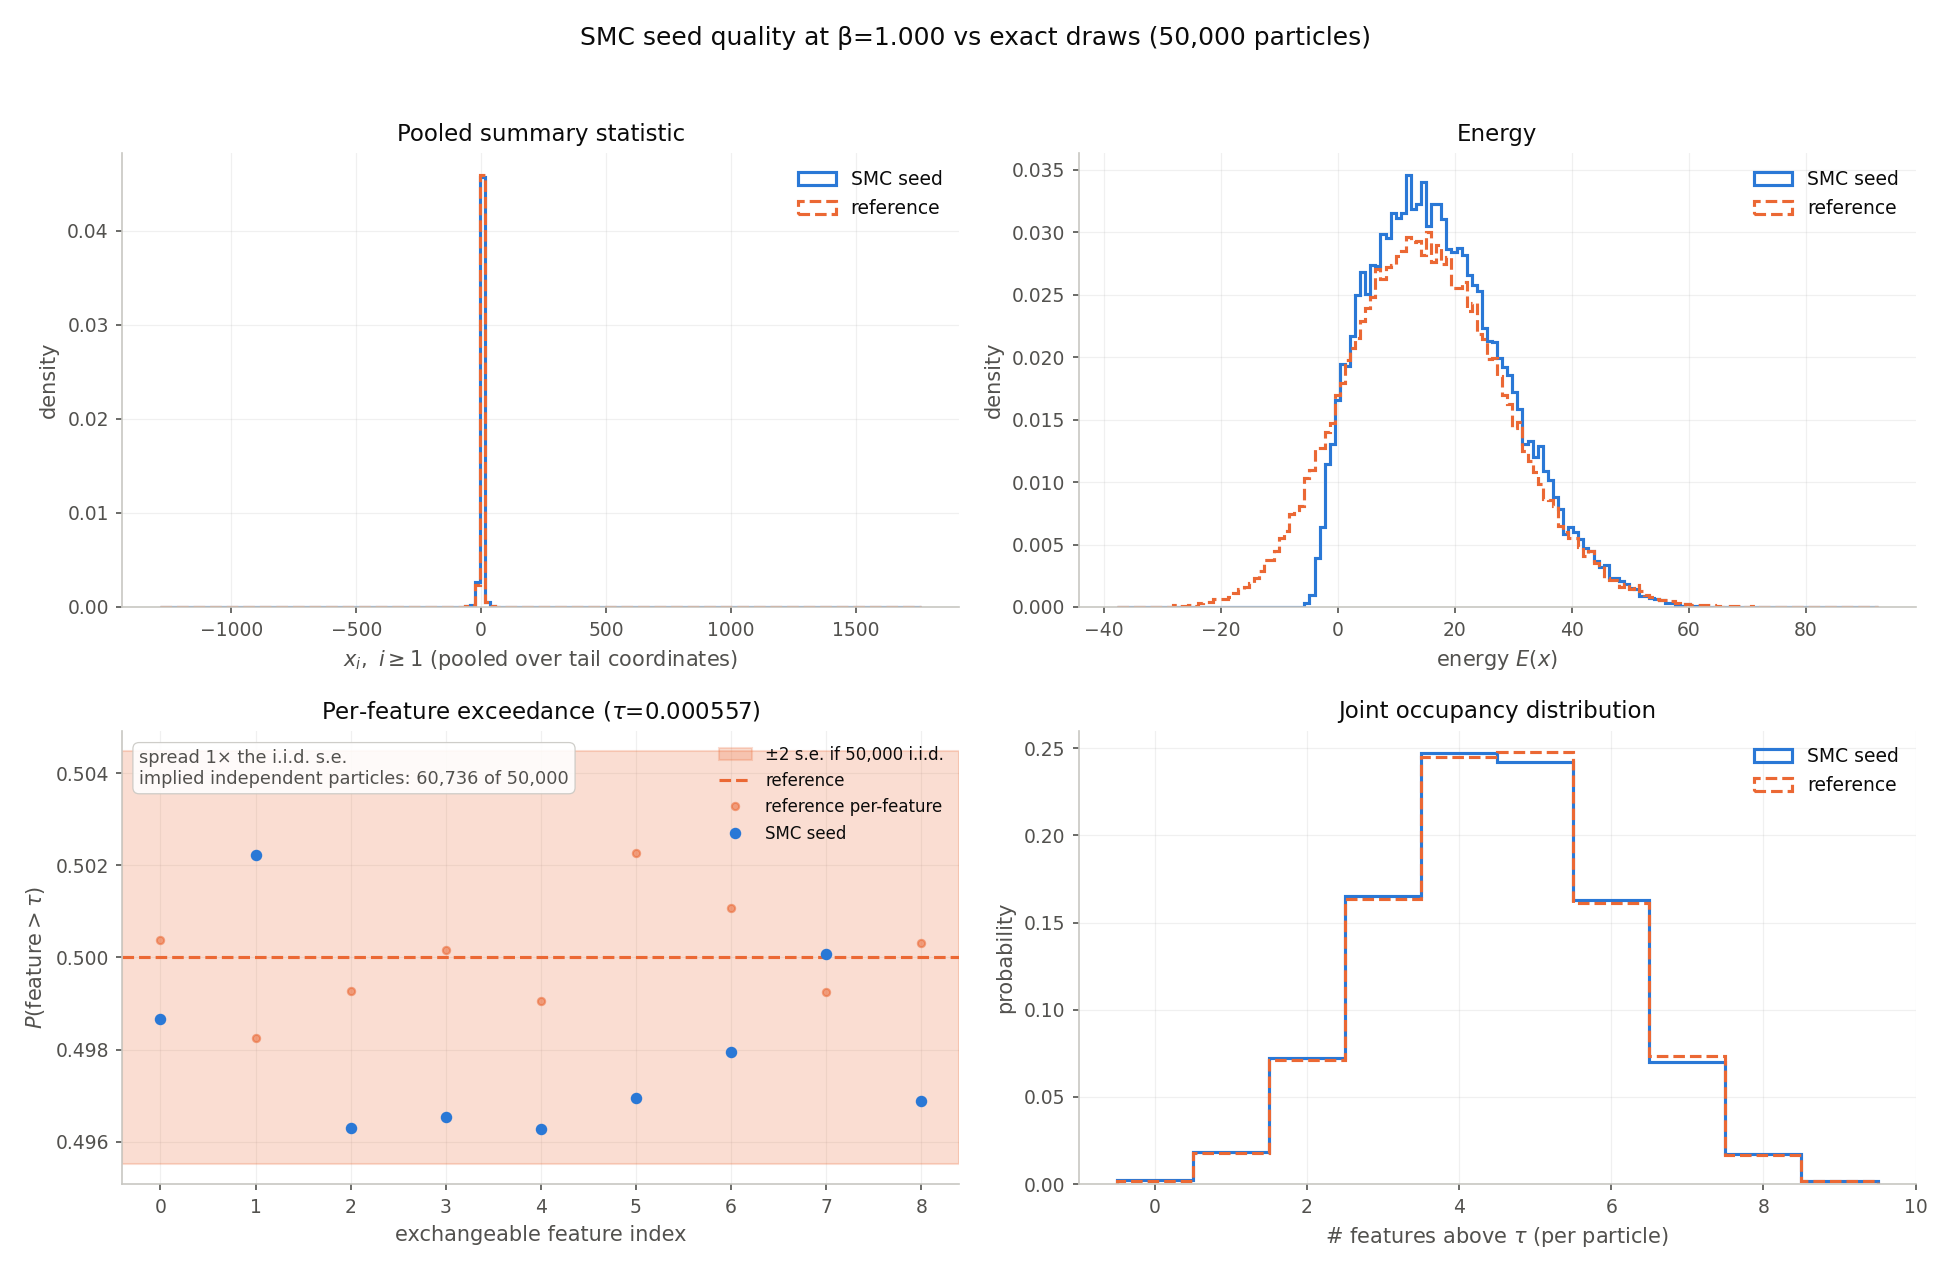 SMC seed quality at β=1.000 vs exact draws (50,000 particles)
Pooled summary statistic
SMC seed
reference
density
0.04
0.03
0.02
0.01
0.00
−1000
−500
0
500
1000
1500
x_i, i ≥ 1 (pooled over tail coordinates)
Energy
SMC seed
reference
density
0.035
0.030
0.025
0.020
0.015
0.010
0.005
0.000
−40
−20
0
20
40
60
80
energy E(x)
Per-feature exceedance (τ=0.000557)
spread 1× the i.i.d. s.e.
implied independent particles: 60,736 of 50,000
±2 s.e. if 50,000 i.i.d.
reference
reference per-feature
SMC seed
P(feature > τ)
0.504
0.502
0.500
0.498
0.496
0
1
2
3
4
5
6
7
8
exchangeable feature index
Joint occupancy distribution
SMC seed
reference
probability
0.25
0.20
0.15
0.10
0.05
0.00
0
2
4
6
8
10
# features above τ (per particle)